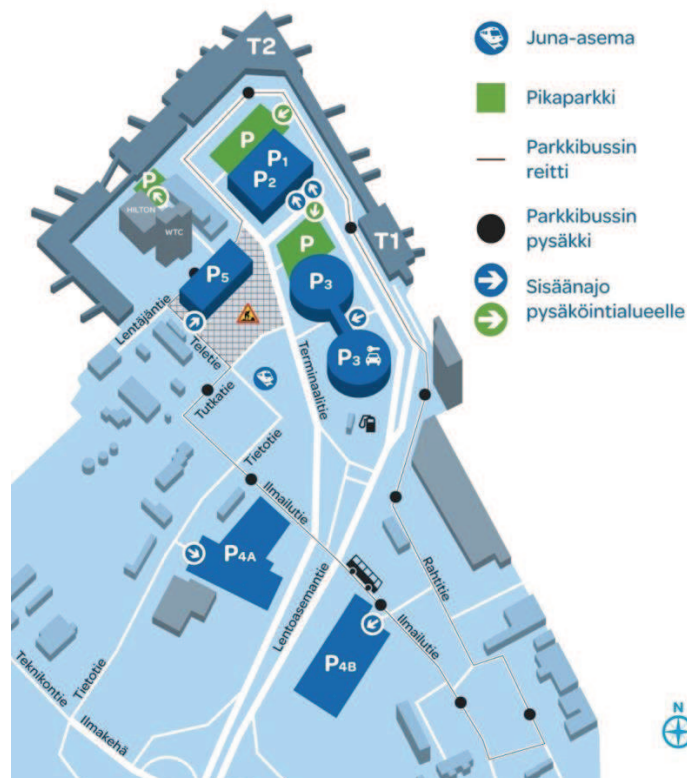 T2
P
P1
P2
P
HILTON
WTC
P
T1
P5
P3
P3
Lentäjäntie
Teletie
Tutkatie
Terminaalitie
Tietotie
Ilmailutie
P4A
Lentoasemantie
Rahtitie
Ilmailutie
P4B
Tietotie
Teknikontie
Ilmakehä
Juna-asema
Pikaparkki
Parkkibussin
reitti
Parkkibussin
pysäkki
Sisäänajo
pysäköintialueelle
N